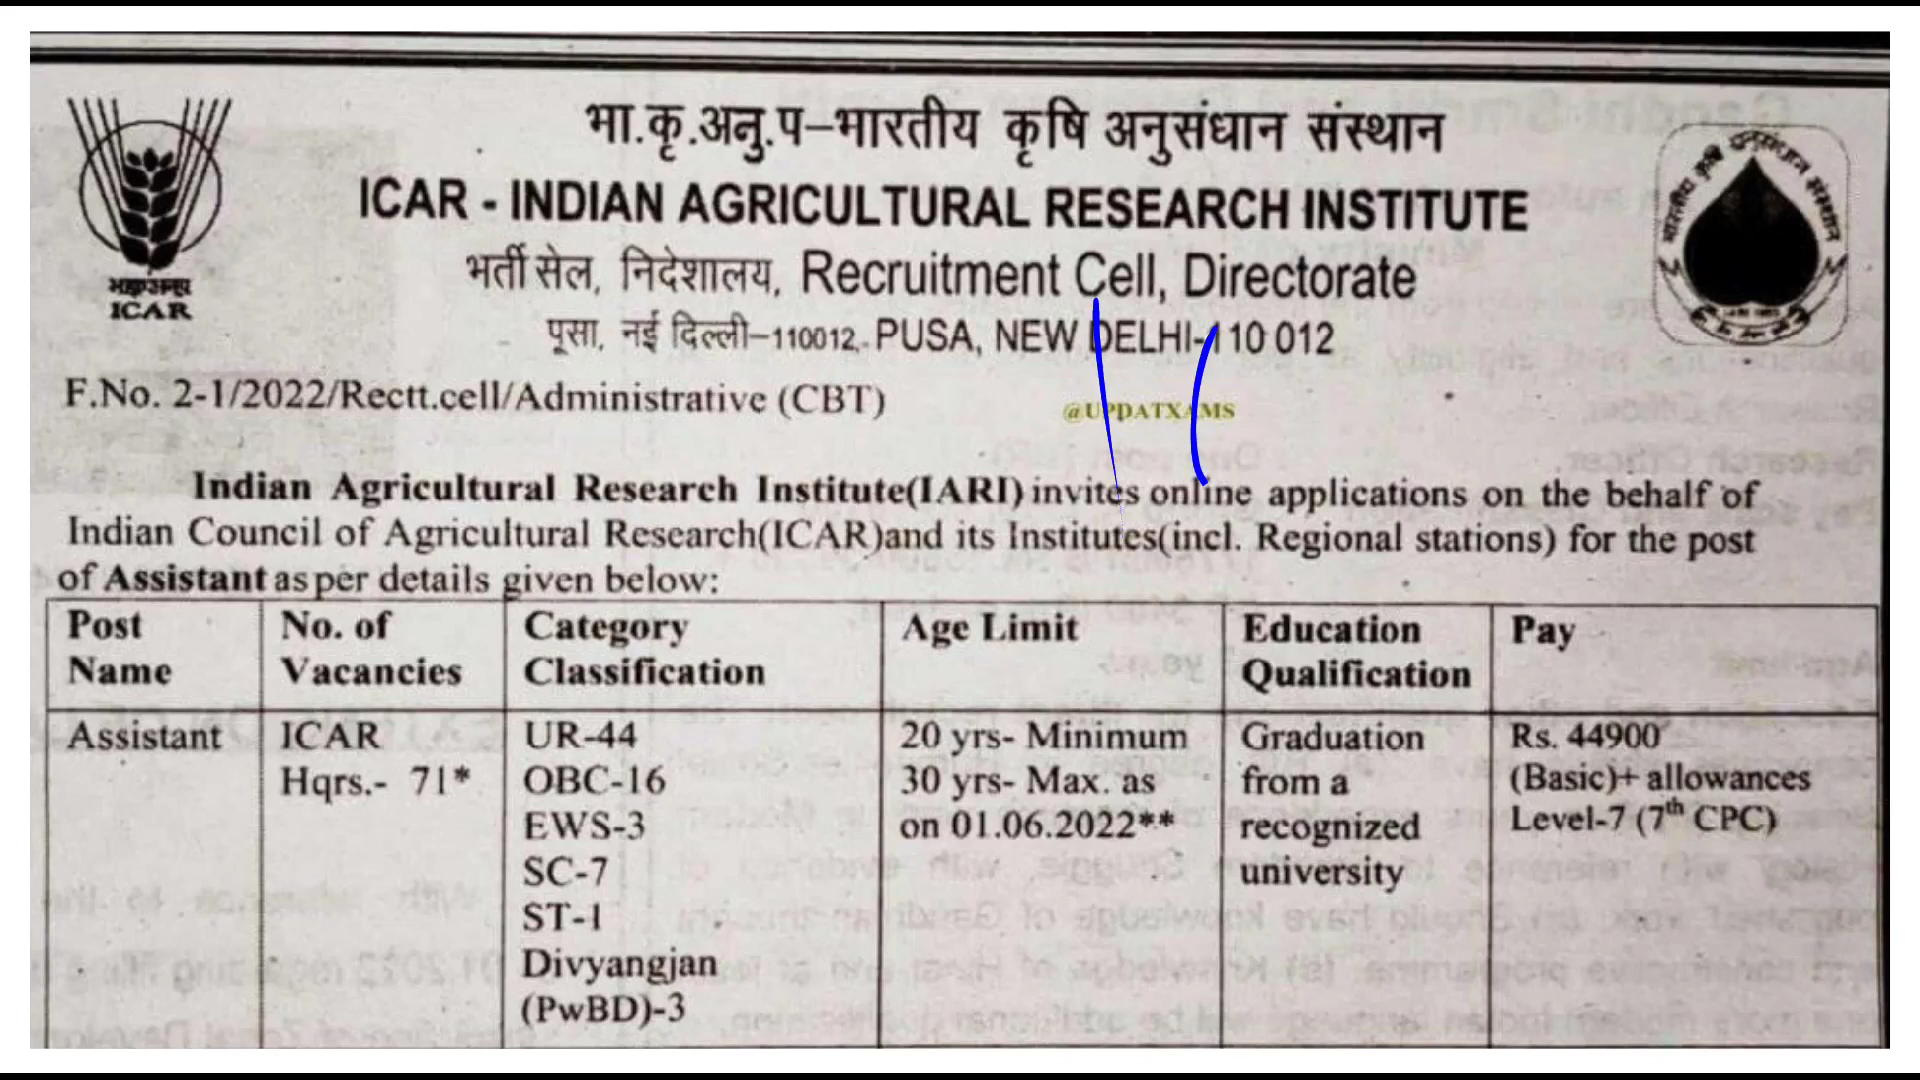 भा.कृ.अनु.प–भारतीय कृषि अनुसंधान संस्थान
ICAR - INDIAN AGRICULTURAL RESEARCH INSTITUTE
भर्ती सेल, निदेशालय, Recruitment Cell, Directorate
पूसा, नई दिल्ली–110012, PUSA, NEW DELHI-110 012
ICAR
F.No. 2-1/2022/Rectt.cell/Administrative (CBT)
@UPDATXAMS
Indian Agricultural Research Institute(IARI) invites online applications on the behalf of
Indian Council of Agricultural Research(ICAR)and its Institutes(incl. Regional stations) for the post
of Assistant as per details given below:
Post Name | No. of Vacancies | Category Classification | Age Limit | Education Qualification | Pay
Assistant | ICAR Hqrs.- 71* | UR-44 OBC-16 EWS-3 SC-7 ST-1 Divyangjan (PwBD)-3 | 20 yrs- Minimum 30 yrs- Max. as on 01.06.2022** | Graduation from a recognized university | Rs. 44900 (Basic)+ allowances Level-7 (7th CPC)